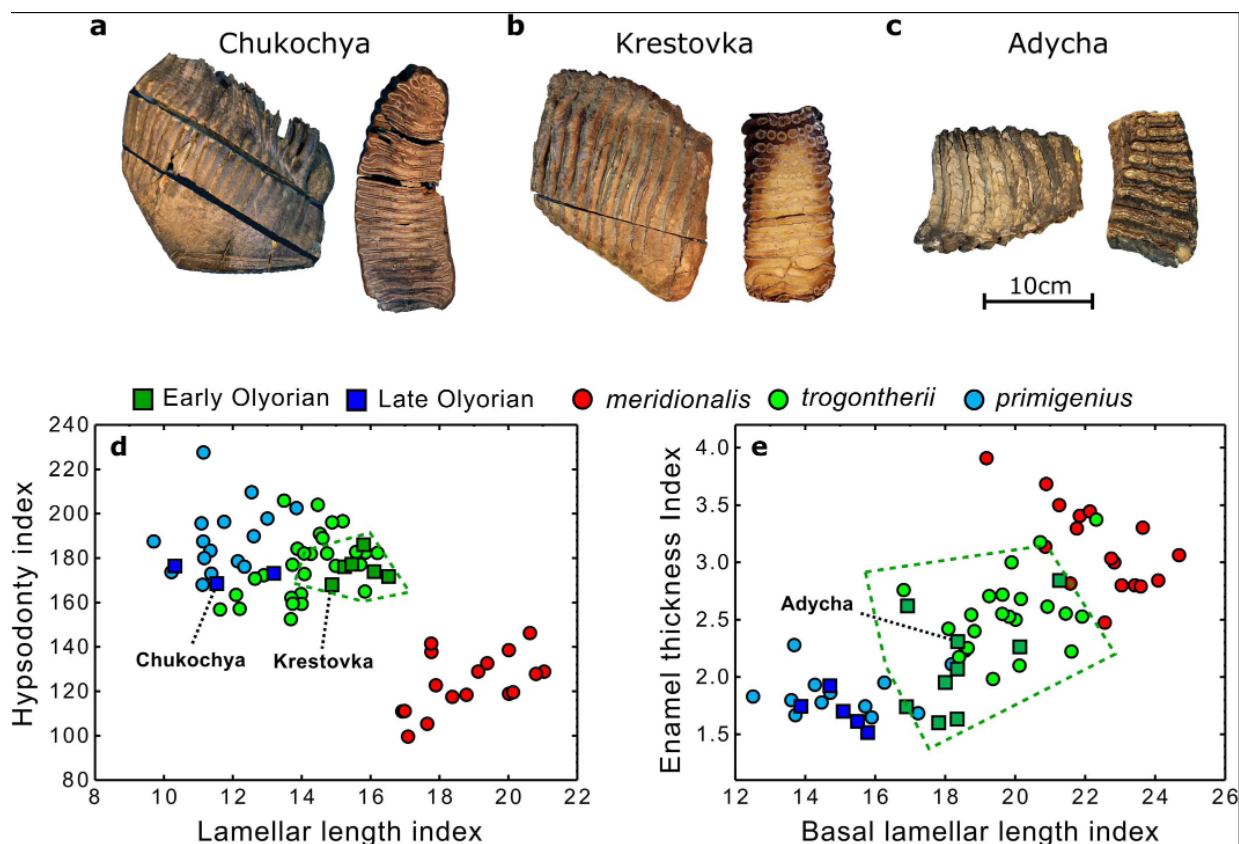 a Chukochya b Krestovka c Adycha
10cm
Early Olyorian Late Olyorian meridionalis trogontherii primigenius
d
240
220
200
180
160
140
120
100
80
Hypsodonty index
Chukochya Krestovka
8 10 12 14 16 18 20 22
Lamellar length index
e
4.0
3.5
3.0
2.5
2.0
1.5
Enamel thickness Index
Adycha
12 14 16 18 20 22 24 26
Basal lamellar length index